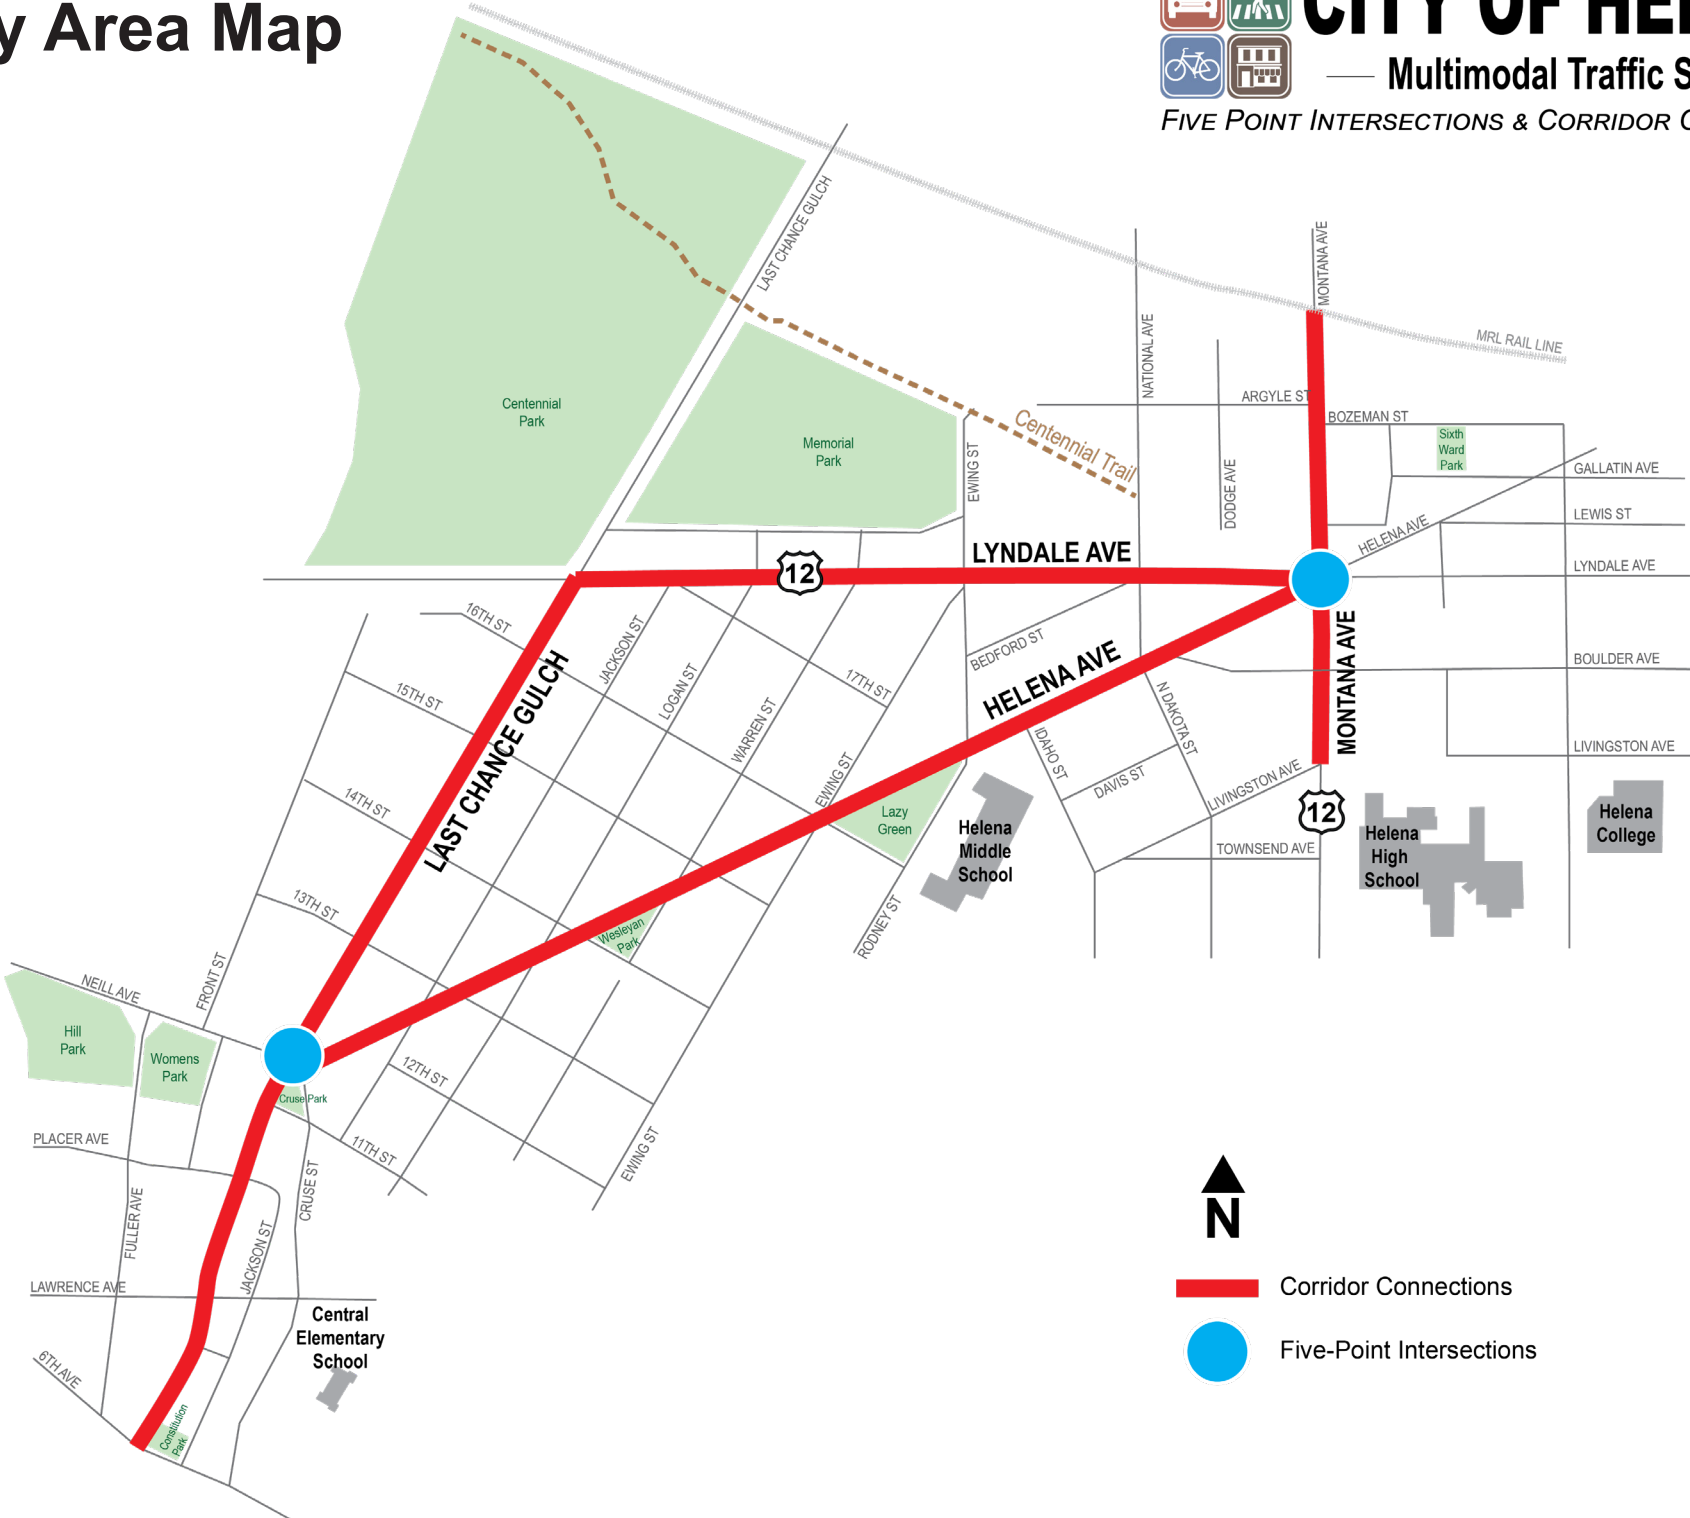 y Area Map
CITY OF HE
Multimodal Traffic S
FIVE POINT INTERSECTIONS & CORRIDOR
LAST CHANCE GULCH
MONTANA AVE
MRL RAIL LINE
NATIONAL AVE
ARGYLE ST
BOZEMAN ST
Centennial
Park
Memorial
Park
Centennial Trail
EWING ST
DODGE AVE
Sixth
Ward
Park
GALLATIN AVE
LEWIS ST
HELENA AVE
LYNDALE AVE
12
LYNDALE AVE
16TH ST
JACKSON ST
LOGAN ST
WARREN ST
17TH ST
BEDFORD ST
HELENA AVE
MONTANA AVE
BOULDER AVE
15TH ST
LAST CHANCE GULCH
N DAKOTA ST
IDAHO ST
DAVIS ST
LIVINGSTON AVE
LIVINGSTON AVE
14TH ST
EWING ST
Lazy
Green
Helena
Middle
School
12
TOWNSEND AVE
Helena
High
School
Helena
College
13TH ST
Wesleyan
Park
RODNEY ST
FRONT ST
NEILL AVE
Hill
Park
Womens
Park
12TH ST
Cruse Park
11TH ST
EWING ST
PLACER AVE
FULLER AVE
CRUSE ST
JACKSON ST
LAWRENCE AVE
Central
Elementary
School
6TH AVE
Constitution
Park
N
Corridor Connections
Five-Point Intersections